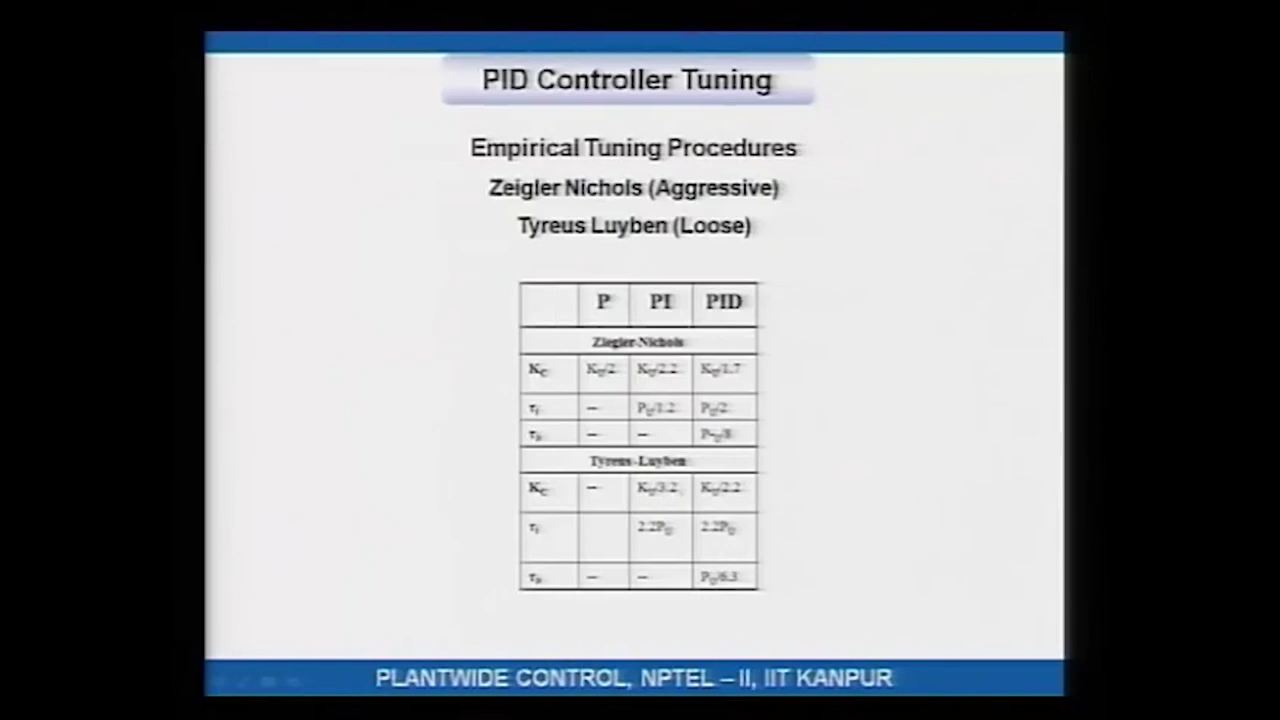 PID Controller Tuning
Empirical Tuning Procedures
Zeigler Nichols (Aggressive)
Tyreus Luyben (Loose)
P PI PID
Ziegler-Nichols
K_C K_U/2 K_U/2.2 K_U/1.7
τ_I -- P_U/1.2 P_U/2
-- -- P_U/8
Tyreus-Luyben
K_C -- K_U/3.2 K_U/2.2
τ_I 2.2P_U 2.2P_U
-- -- P_U/6.3
PLANTWIDE CONTROL, NPTEL – II, IIT KANPUR